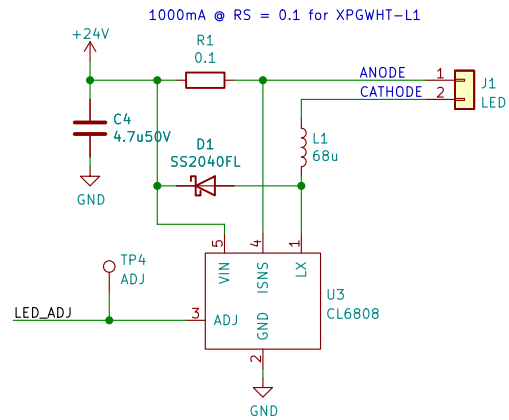 1000mA @ RS = 0.1 for XPGWHT-L1
+24V
R1
0.1
ANODE
1
J1
CATHODE
2
LED
C4
4.7u50V
D1
SS2040FL
L1
68u
GND
5
4
1
TP4
ADJ
VIN
ISNS
LX
U3
CL6808
LED_ADJ
3
ADJ
GND
2
GND